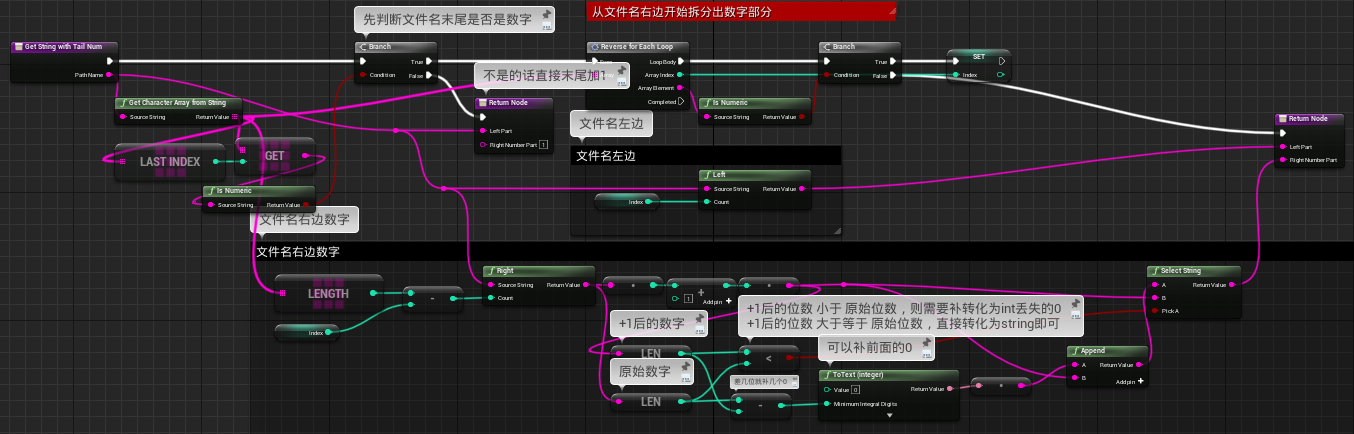 先判断文件名末尾是否是数字
从文件名右边开始拆分出数字部分
Get String with Tail Num
Path Name
Branch
True
Condition
False
Reverse for Each Loop
Loop Body
Array Index
Array Element
Completed
Branch
True
Condition
False
SET
Index
不是的话直接末尾加1
Get Character Array from String
Source String
Return Value
Return Node
Left Part
Right Number Part
1
Is Numeric
Source String
Return Value
Return Node
Left Part
Right Number Part
LAST INDEX
GET
Is Numeric
Source String
Return Value
文件名左边
文件名左边
Left
Source String
Return Value
Index
Count
文件名右边数字
文件名右边数字
LENGTH
Index
-
Right
Source String
Return Value
Count
+
1
Add pin
Select String
A
Return Value
B
Pick A
+1后的位数 小于 原始位数，则需要补转化为int丢失的0
+1后的位数 大于等于 原始位数，直接转化为string即可
+1后的数字
LEN
原始数字
LEN
<
差几位就补几个0
-
可以补前面的0
ToText (integer)
Value
0
Return Value
Minimum Integral Digits
Append
A
Return Value
B
Add pin